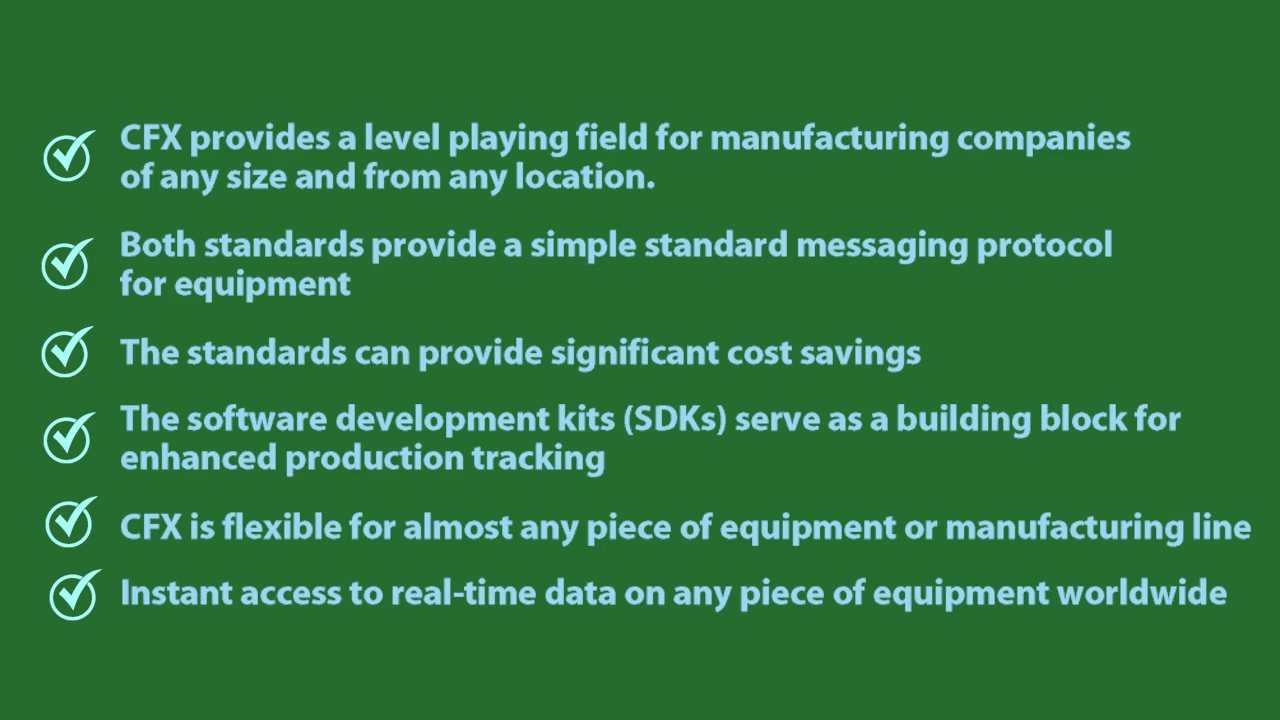 CFX provides a level playing field for manufacturing companies
of any size and from any location.
Both standards provide a simple standard messaging protocol
for equipment
The standards can provide significant cost savings
The software development kits (SDKs) serve as a building block for
enhanced production tracking
CFX is flexible for almost any piece of equipment or manufacturing line
Instant access to real-time data on any piece of equipment worldwide